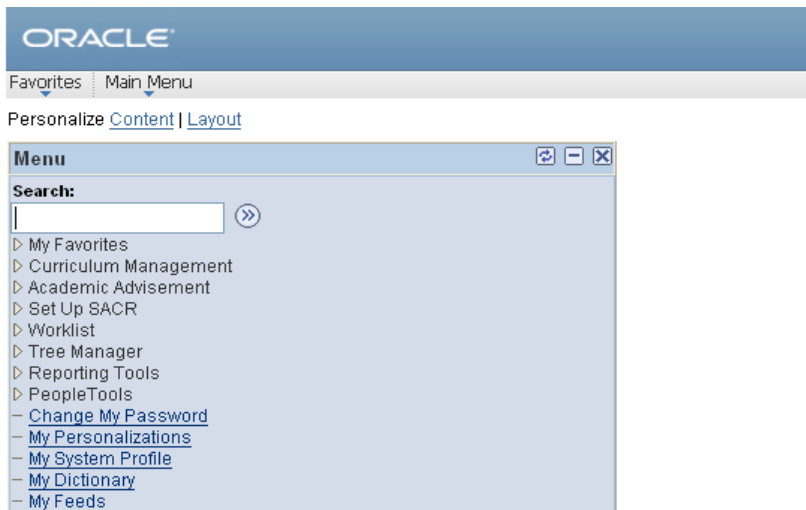 ORACLE
Favorites Main Menu
Personalize Content | Layout
Menu
Search:
My Favorites
Curriculum Management
Academic Advisement
Set Up SACR
Worklist
Tree Manager
Reporting Tools
PeopleTools
Change My Password
My Personalizations
My System Profile
My Dictionary
My Feeds